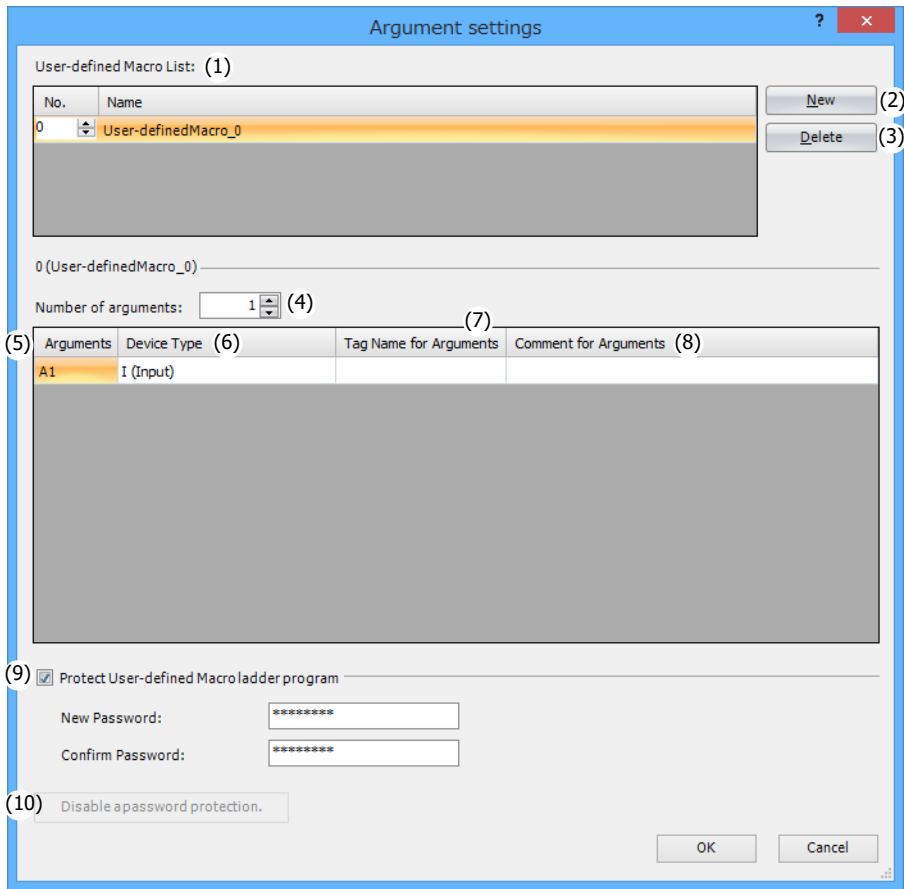 Argument settings ? ×
User-defined Macro List: (1)
No. Name
0 User-definedMacro_0
New (2)
Delete (3)
0 (User-definedMacro_0)
Number of arguments: 1 (4)
(7)
(5) Arguments Device Type (6) Tag Name for Arguments Comment for Arguments (8)
A1 I (Input)
(9) Protect User-defined Macro ladder program
New Password: ********
Confirm Password: ********
(10) Disable a password protection.
OK Cancel